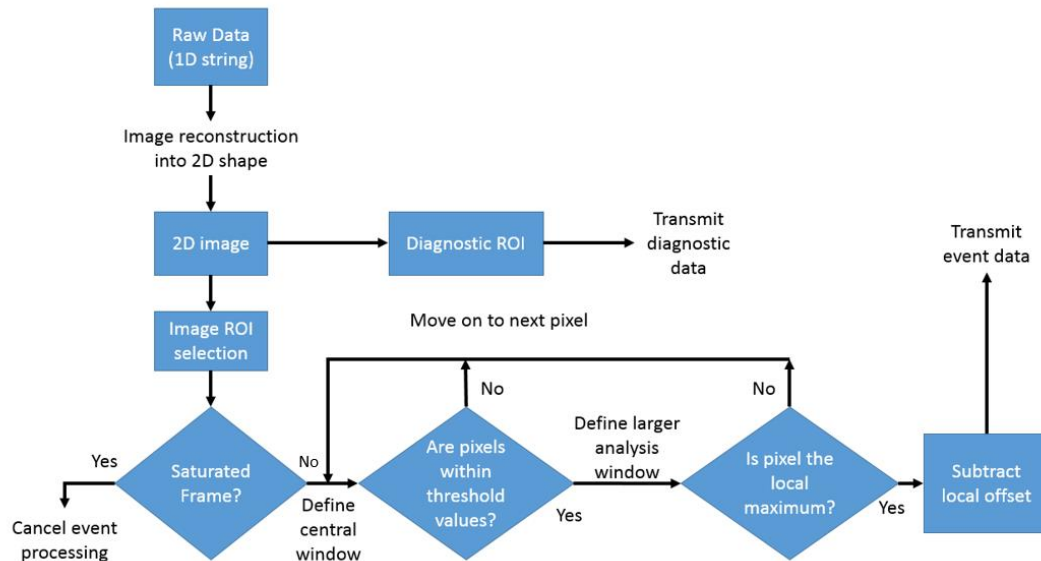 Raw Data
(1D string)
Image reconstruction
into 2D shape
2D image
Diagnostic ROI
Transmit
diagnostic
data
Transmit
event data
Image ROI
selection
Move on to next pixel
No
No
Yes
Saturated
Frame?
No
Define
central
window
Are pixels
within
threshold
values?
Define larger
analysis
window
Yes
Is pixel the
local
maximum?
Yes
Subtract
local offset
Cancel event
processing